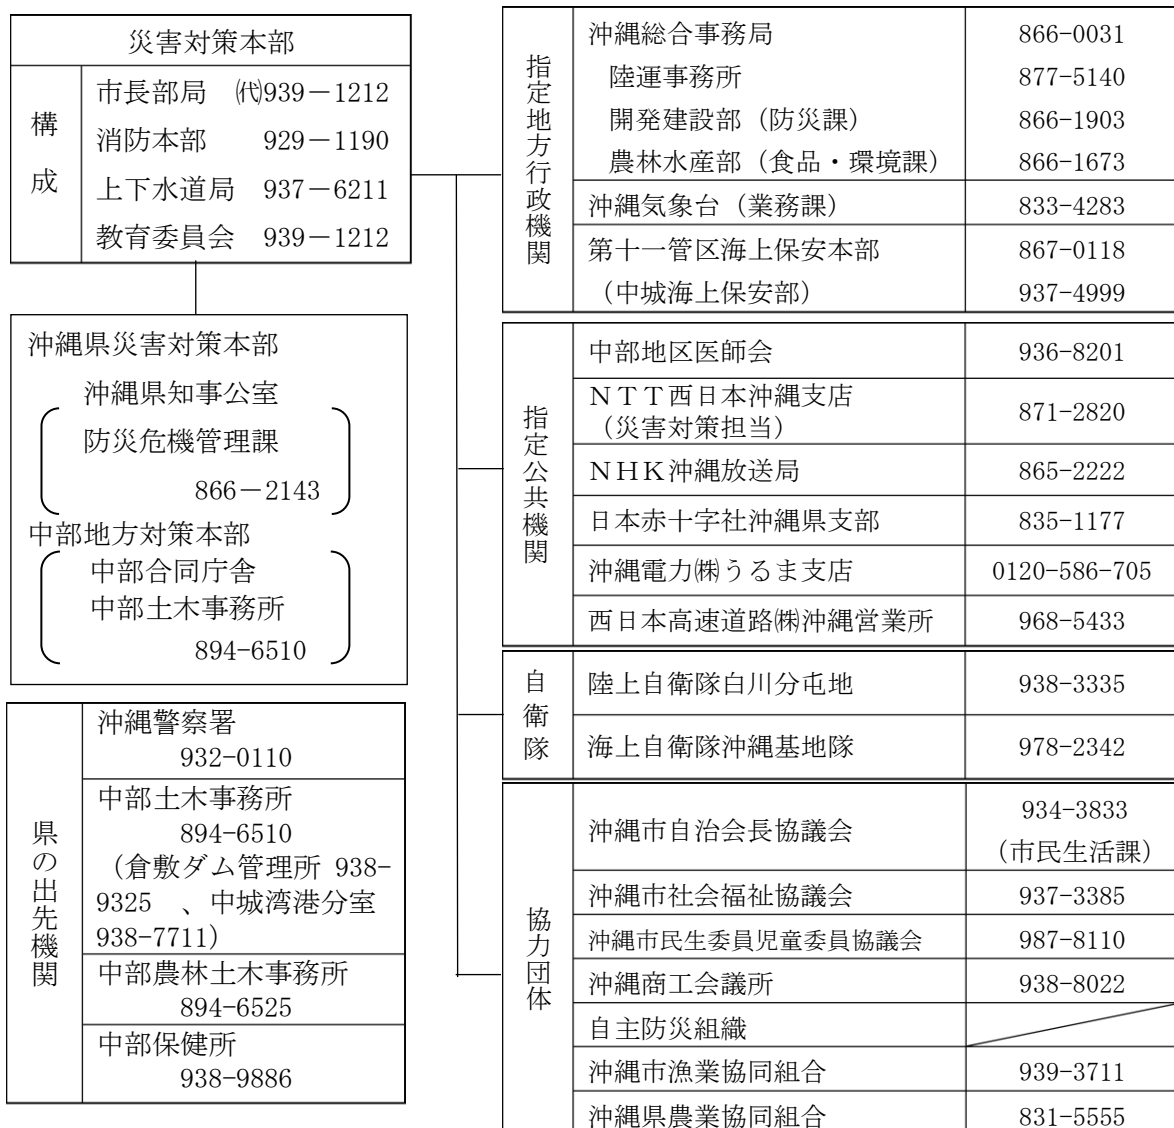 災害対策本部
構成
市長部局 ㈹939－1212
消防本部 929－1190
上下水道局 937－6211
教育委員会 939－1212
沖縄県災害対策本部
沖縄県知事公室
防災危機管理課
866－2143
中部地方対策本部
中部合同庁舎
中部土木事務所
894-6510
県の出先機関
沖縄警察署
932-0110
中部土木事務所
894-6510
（倉敷ダム管理所 938-
9325 、中城湾港分室
938-7711）
中部農林土木事務所
894-6525
中部保健所
938-9886
指定地方行政機関
沖縄総合事務局 866-0031
陸運事務所 877-5140
開発建設部（防災課） 866-1903
農林水産部（食品・環境課） 866-1673
沖縄気象台（業務課） 833-4283
第十一管区海上保安本部 867-0118
（中城海上保安部） 937-4999
指定公共機関
中部地区医師会 936-8201
ＮＴＴ西日本沖縄支店
（災害対策担当） 871-2820
ＮＨＫ沖縄放送局 865-2222
日本赤十字社沖縄県支部 835-1177
沖縄電力㈱うるま支店 0120-586-705
西日本高速道路㈱沖縄営業所 968-5433
自衛隊
陸上自衛隊白川分屯地 938-3335
海上自衛隊沖縄基地隊 978-2342
協力団体
沖縄市自治会長協議会 934-3833
（市民生活課）
沖縄市社会福祉協議会 937-3385
沖縄市民生委員児童委員協議会 987-8110
沖縄商工会議所 938-8022
自主防災組織
沖縄市漁業協同組合 939-3711
沖縄県農業協同組合 831-5555